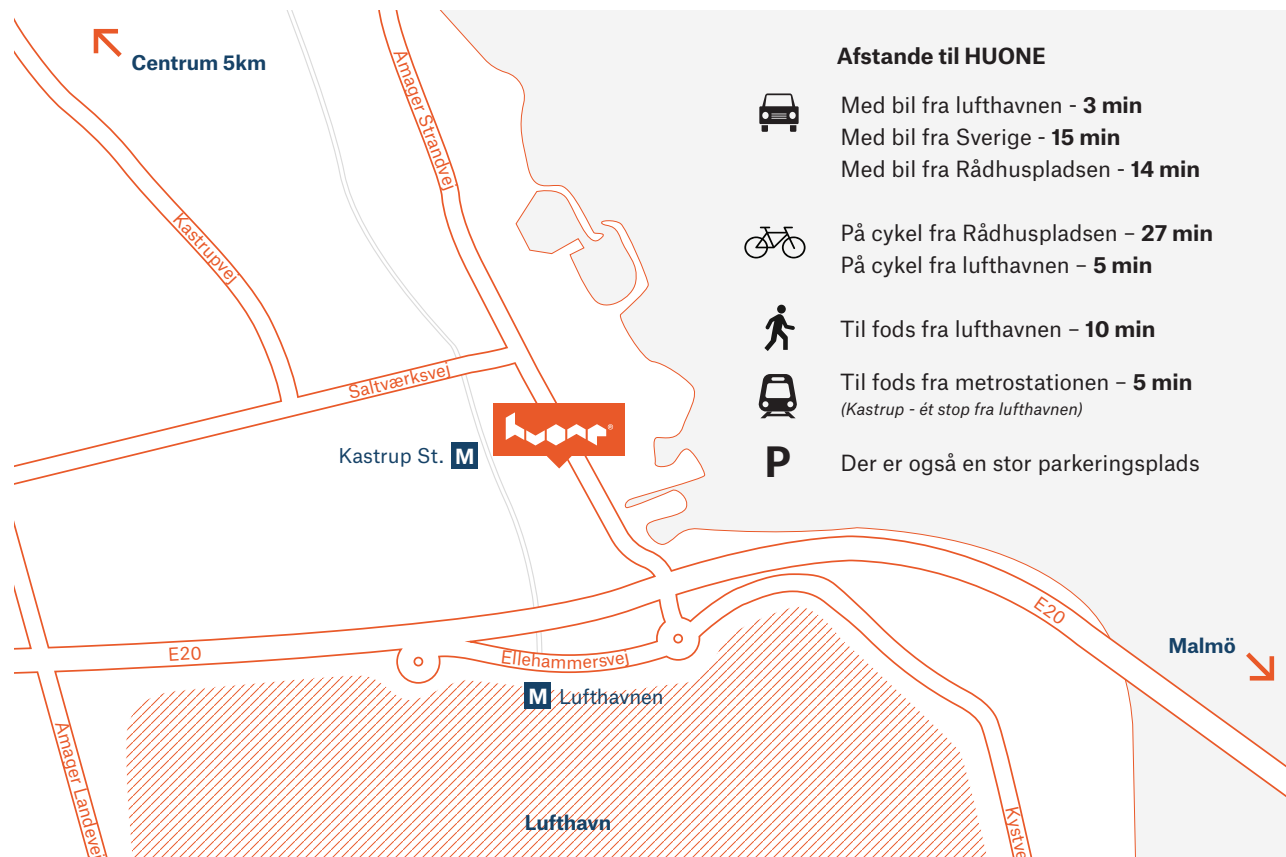 Centrum 5km
Amager Strandvej
Kastrupvej
Saltværksvej
Kastrup St. M
huone®
E20
Ellehammersvej
M Lufthavnen
Amager Landevej
Lufthavn
Kystve
E20
Malmö
Afstande til HUONE
Med bil fra lufthavnen - 3 min
Med bil fra Sverige - 15 min
Med bil fra Rådhuspladsen - 14 min
På cykel fra Rådhuspladsen – 27 min
På cykel fra lufthavnen – 5 min
Til fods fra lufthavnen – 10 min
Til fods fra metrostationen – 5 min
(Kastrup - ét stop fra lufthavnen)
P Der er også en stor parkeringsplads